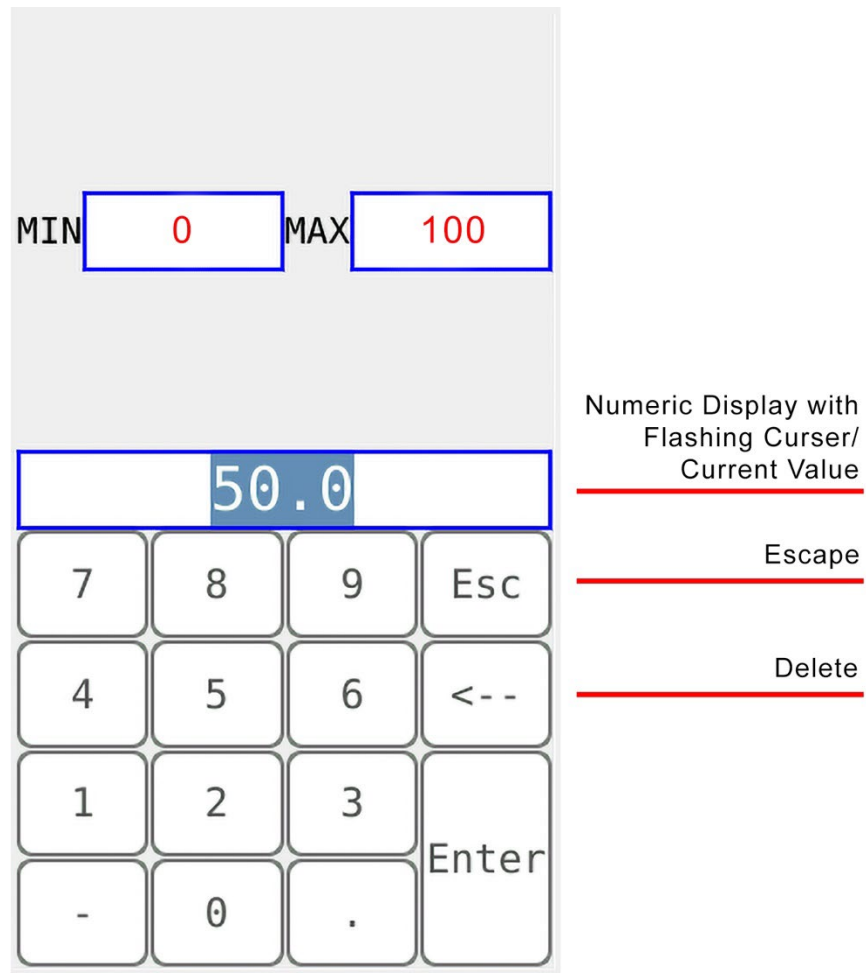 MIN 0 MAX 100
Numeric Display with
Flashing Curser/
Current Value
50.0
7 8 9 Esc
Escape
4 5 6 <--
Delete
1 2 3
Enter
- 0 .